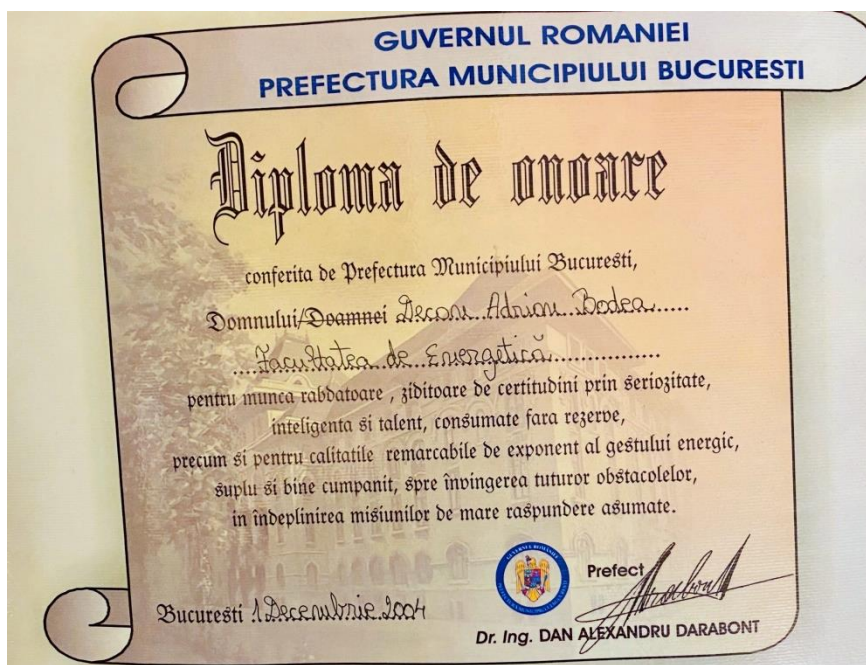 GUVERNUL ROMANIEI
PREFECTURA MUNICIPIULUI BUCURESTI
Diploma de onoare
conferita de Prefectura Municipiului Bucuresti,
Domnului/Doamnei Decan Adrian Bodea.....
...Facultatea de Energetică...............
pentru munca rabdatoare , ziditoare de certitudini prin seriozitate,
inteligenta si talent, consumate fara rezerve,
precum si pentru calitatile remarcabile de exponent al gestului energic,
suplu si bine cumpanit, spre învingerea tuturor obstacolelor,
in îndeplinirea misiunilor de mare raspundere asumate.
GUVERNUL ROMANIEI
Prefect
Bucuresti 1 Decembrie 2004
Dr. Ing. DAN ALEXANDRU DARABONT